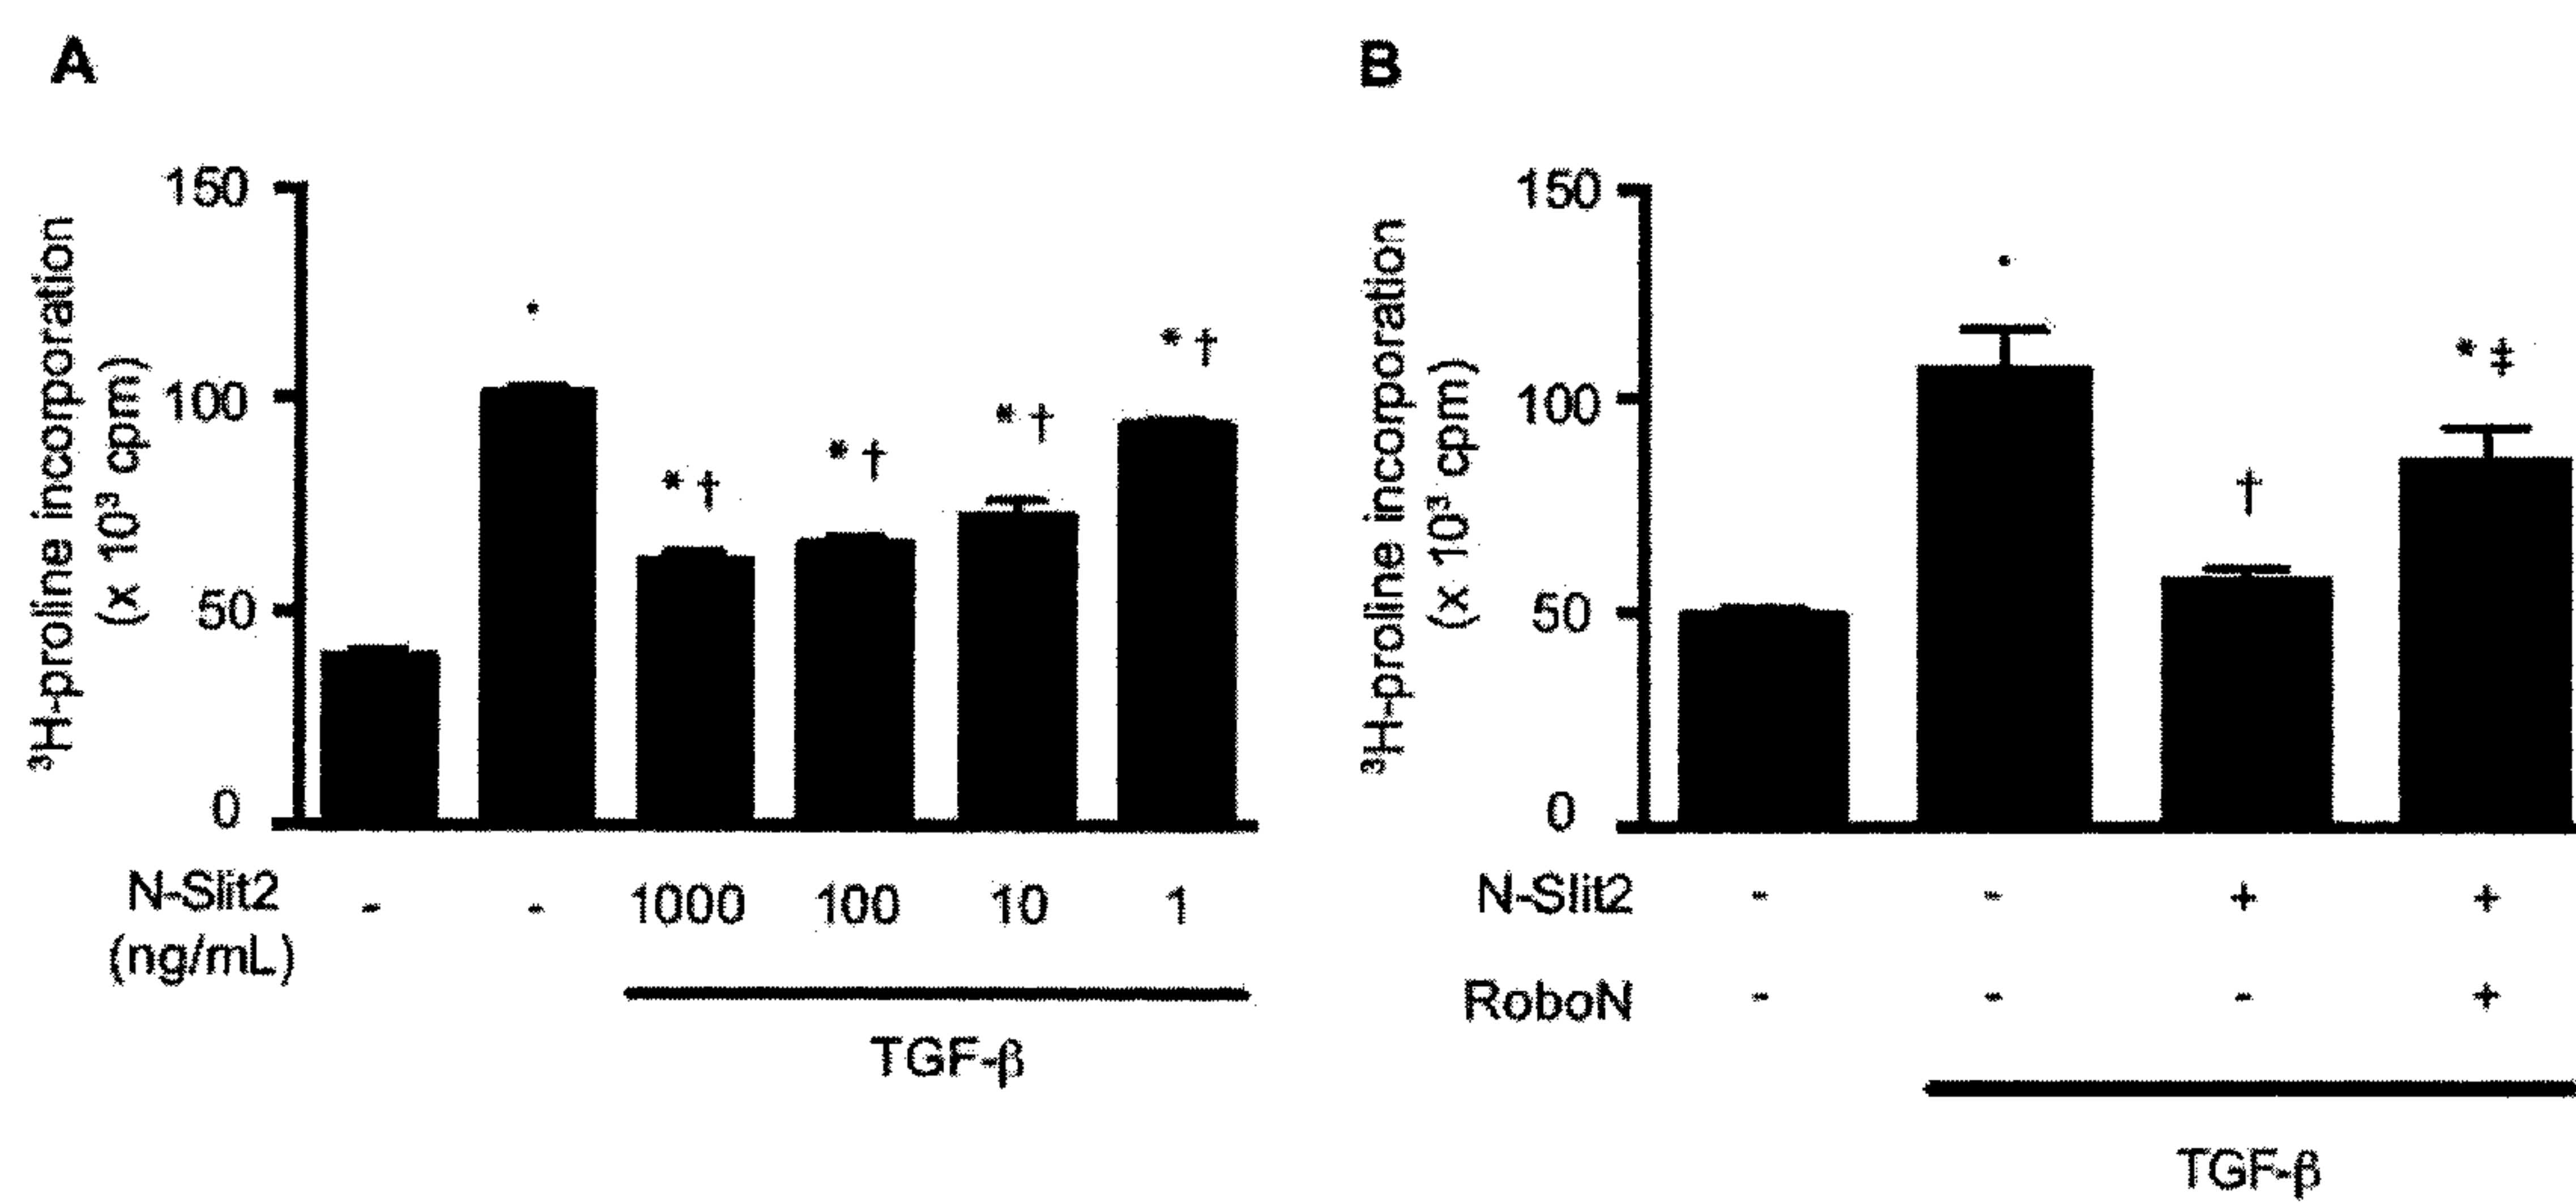 A
³H-proline incorporation
(x 10³ cpm)
150
100
50
0
*
* †
* †
* †
* †
N-Slit2
(ng/mL)
- - 1000 100 10 1
TGF-β
B
³H-proline incorporation
(x 10³ cpm)
150
100
50
0
*
†
* ‡
N-Slit2 - - + +
RoboN - - - +
TGF-β